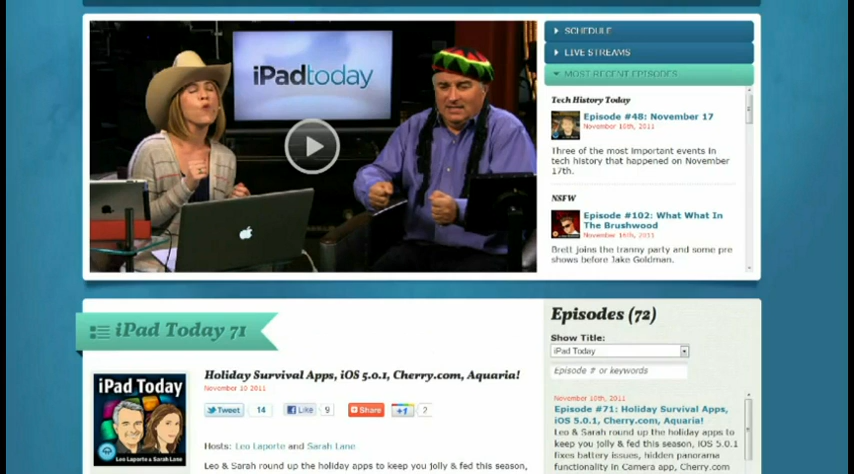 iPadtoday
SCHEDULE
LIVE STREAMS
MOST RECENT EPISODES
Tech History Today
Episode #48: November 17
November 16th, 2011
Three of the most important events in
tech history that happened on November
17th.
NSFW
Episode #102: What What In
The Brushwood
November 16th, 2011
Brett joins the tranny party and some pre
shows before Jake Goldman.
iPad Today 71
Holiday Survival Apps, iOS 5.0.1, Cherry.com, Aquaria!
November 10 2011
Tweet 14 Like 9 Share +1 2
Hosts: Leo Laporte and Sarah Lane
Leo & Sarah round up the holiday apps to keep you jolly & fed this season,
iPad Today
Leo Laporte & Sarah Lane
Episodes (72)
Show Title:
iPad Today
Episode # or keywords
November 10th, 2011
Episode #71: Holiday Survival Apps,
iOS 5.0.1, Cherry.com, Aquaria!
Leo & Sarah round up the holiday apps to
keep you jolly & fed this season, iOS 5.0.1
fixes battery issues, hidden panorama
functionality in Camera app, Cherry.com